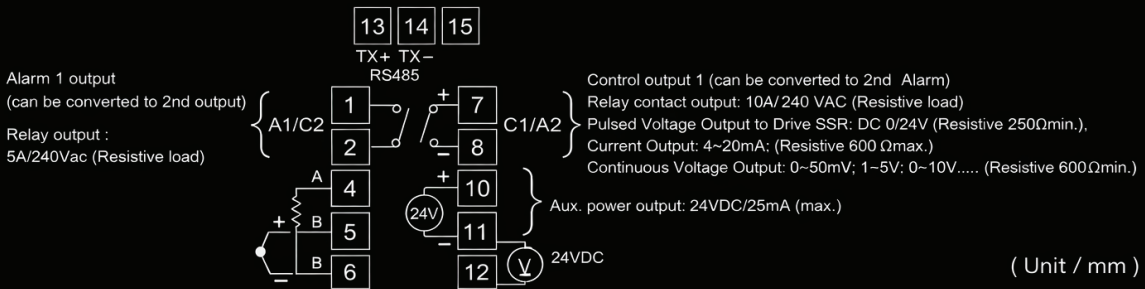 13 14 15
TX+ TX−
RS485
Alarm 1 output
(can be converted to 2nd output)
Relay output :
5A/240Vac (Resistive load)
A1/C2
1
2
4
5
6
A
B
B
+
−
+
7
−
8
C1/A2
Control output 1 (can be converted to 2nd Alarm)
Relay contact output: 10A/ 240 VAC (Resistive load)
Pulsed Voltage Output to Drive SSR: DC 0/24V (Resistive 250Ωmin.),
Current Output: 4~20mA; (Resistive 600 Ωmax.)
Continuous Voltage Output: 0~50mV; 1~5V; 0~10V..... (Resistive 600Ωmin.)
+
10
24V
−
11
Aux. power output: 24VDC/25mA (max.)
12
V
24VDC
( Unit / mm )